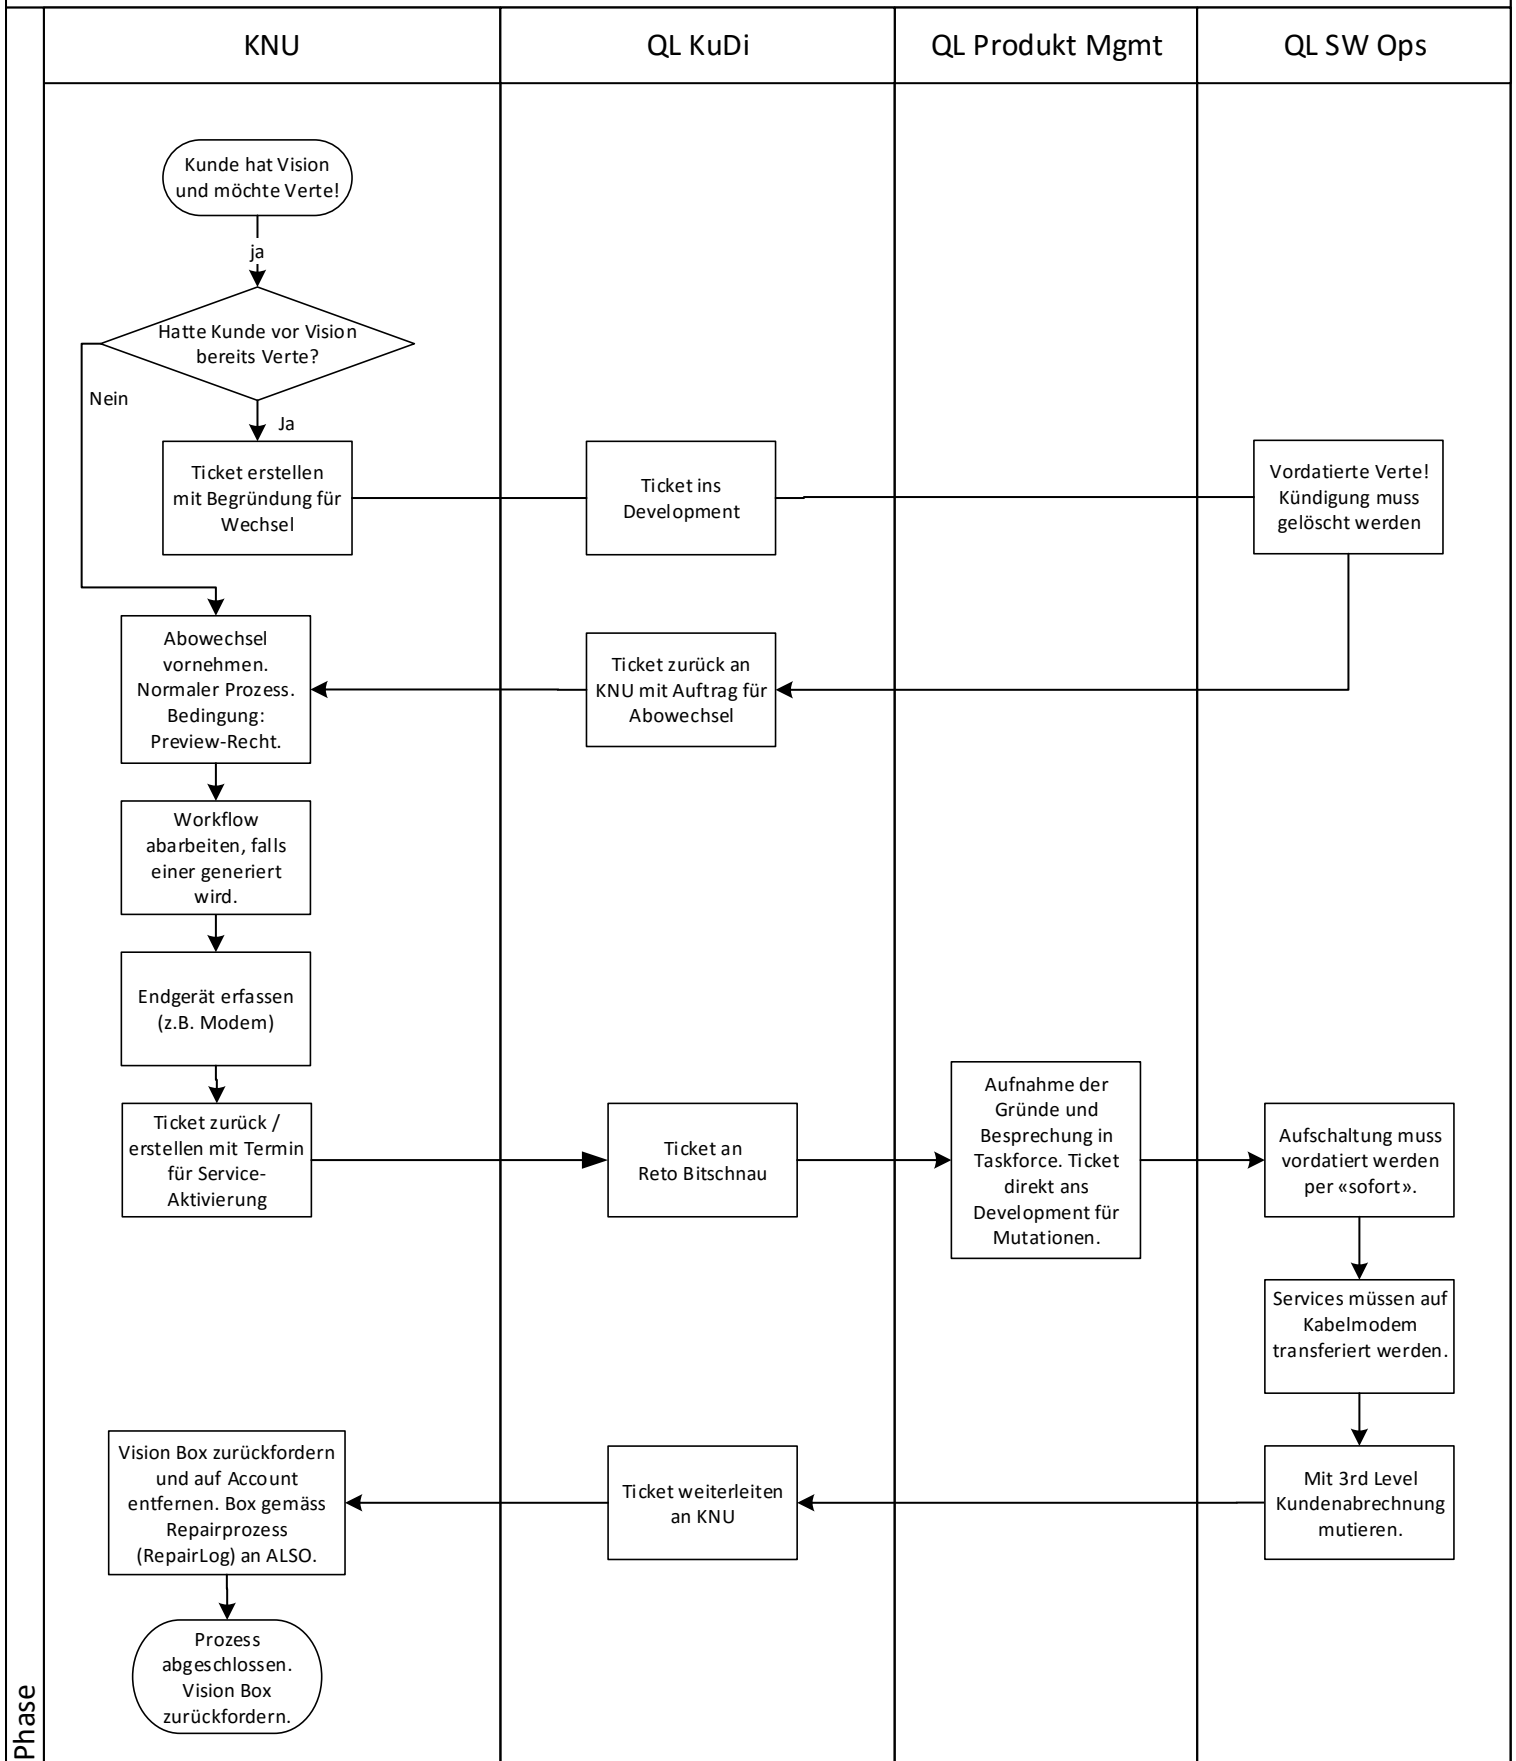 KNU
QL KuDi
QL Produkt Mgmt
QL SW Ops
Kunde hat Vision
und möchte Verte!
ja
Hatte Kunde vor Vision
bereits Verte?
Nein
Ja
Ticket erstellen
mit Begründung für
Wechsel
Ticket ins
Development
Vordatierte Verte!
Kündigung muss
gelöscht werden
Abowechsel
vornehmen.
Normaler Prozess.
Bedingung:
Preview-Recht.
Ticket zurück an
KNU mit Auftrag für
Abowechsel
Workflow
abarbeiten, falls
einer generiert
wird.
Endgerät erfassen
(z.B. Modem)
Ticket zurück /
erstellen mit Termin
für Service-
Aktivierung
Ticket an
Reto Bitschnau
Aufnahme der
Gründe und
Besprechung in
Taskforce. Ticket
direkt ans
Development für
Mutationen.
Aufschaltung muss
vordatiert werden
per «sofort».
Services müssen auf
Kabelmodem
transferiert werden.
Mit 3rd Level
Kundenabrechnung
mutieren.
Ticket weiterleiten
an KNU
Vision Box zurückfordern
und auf Account
entfernen. Box gemäss
Repairprozess
(RepairLog) an ALSO.
Prozess
abgeschlossen.
Vision Box
zurückfordern.
Phase